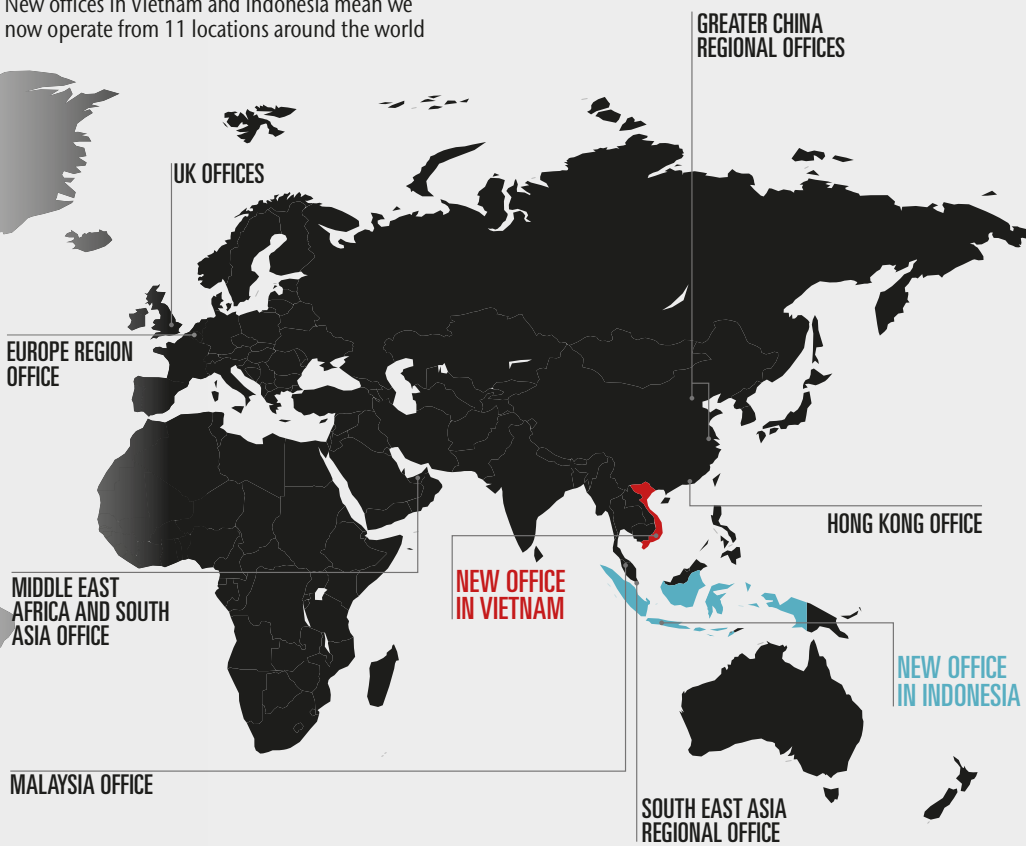 New offices in Vietnam and Indonesia mean we
now operate from 11 locations around the world
GREATER CHINA
REGIONAL OFFICES
UK OFFICES
EUROPE REGION
OFFICE
HONG KONG OFFICE
MIDDLE EAST
AFRICA AND SOUTH
ASIA OFFICE
NEW OFFICE
IN VIETNAM
NEW OFFICE
IN INDONESIA
MALAYSIA OFFICE
SOUTH EAST ASIA
REGIONAL OFFICE